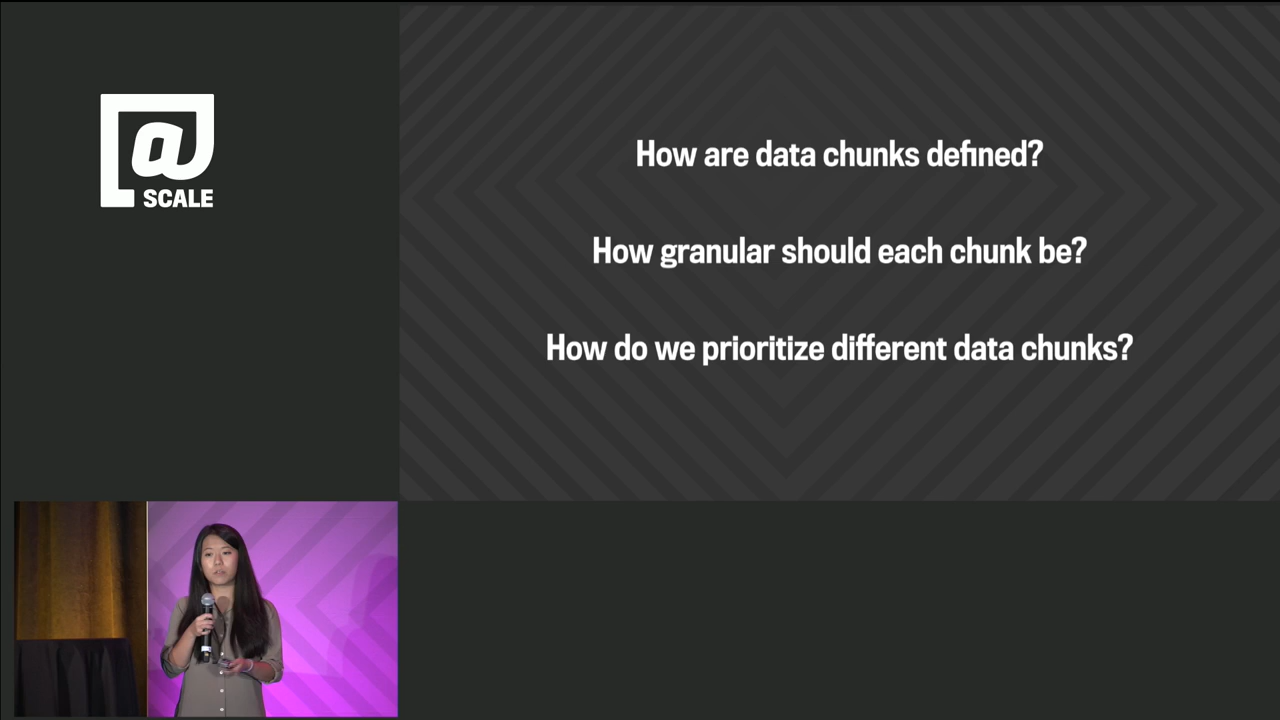 @
SCALE
How are data chunks defined?
How granular should each chunk be?
How do we prioritize different data chunks?